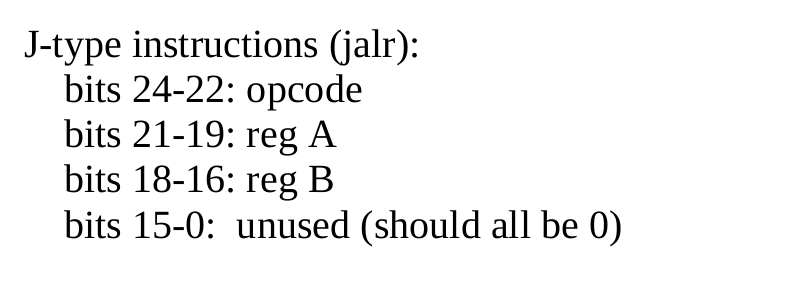 J-type instructions (jalr):
bits 24-22: opcode
bits 21-19: reg A
bits 18-16: reg B
bits 15-0:  unused (should all be 0)